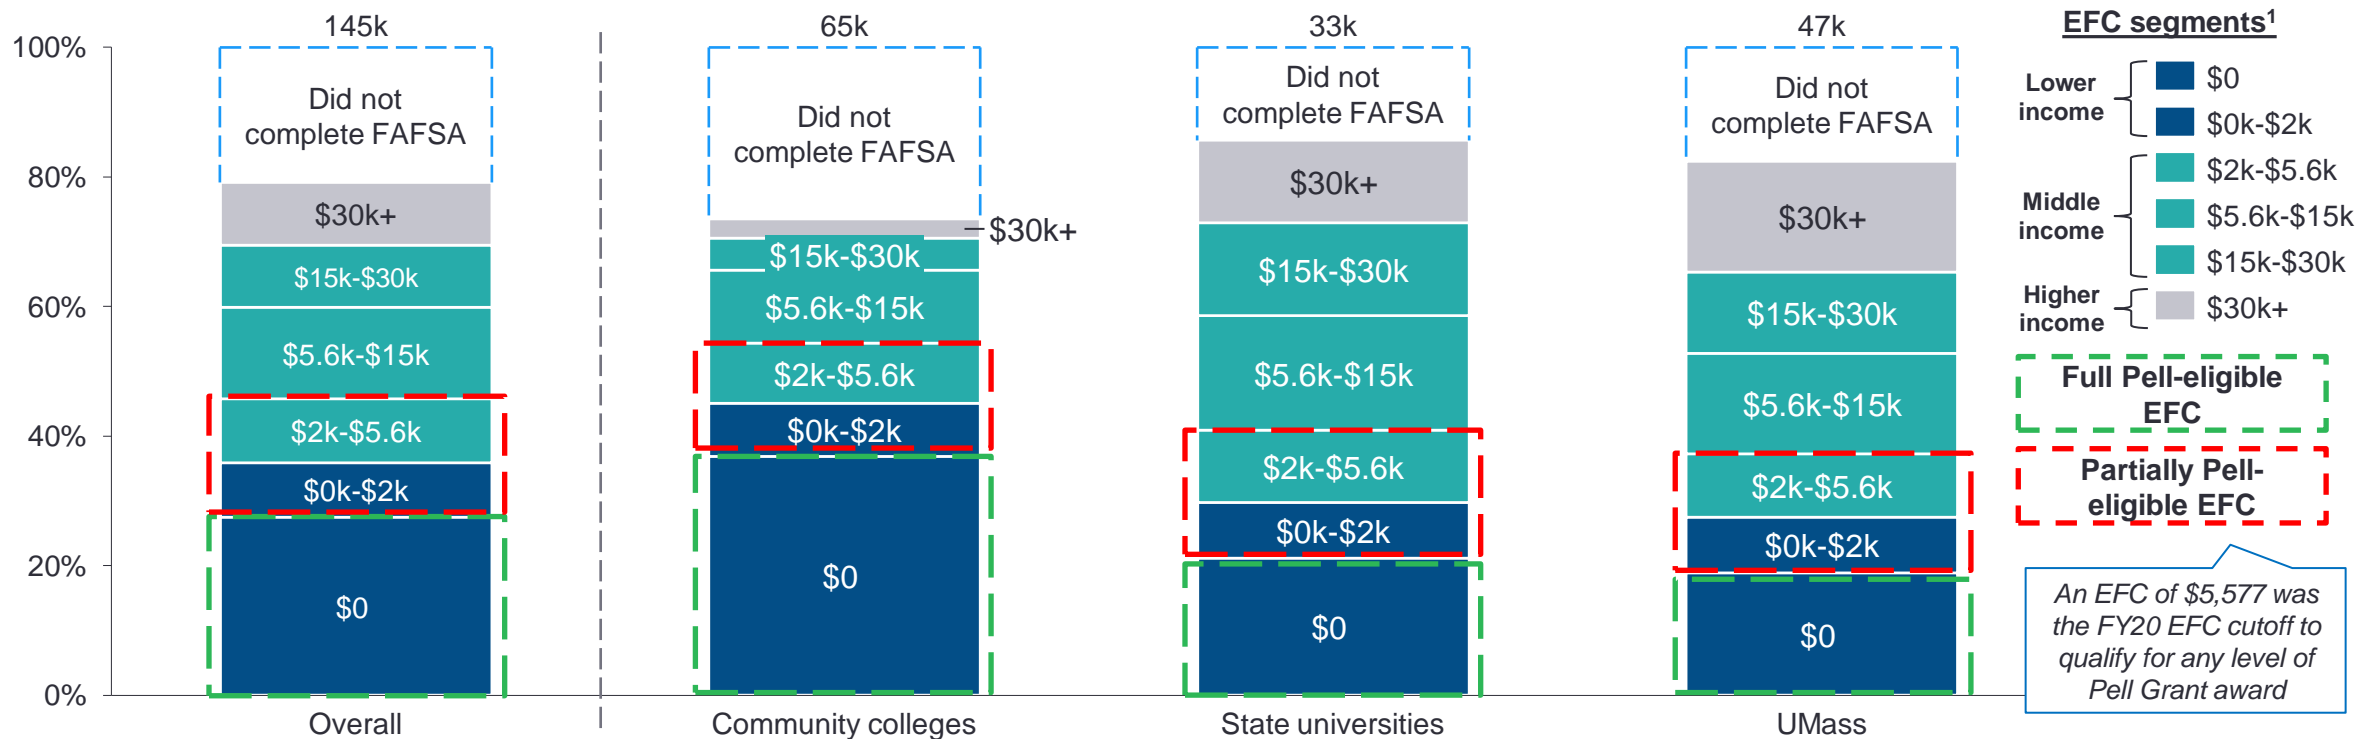 145k
65k
33k
47k
EFC segments¹
100%
80%
60%
40%
20%
0%
Did not
complete FAFSA
$30k+
$15k-$30k
$5.6k-$15k
$2k-$5.6k
$0k-$2k
$0
Overall
Did not
complete FAFSA
$30k+
$15k-$30k
$5.6k-$15k
$2k-$5.6k
$0k-$2k
$0
Community colleges
Did not
complete FAFSA
$30k+
$15k-$30k
$5.6k-$15k
$2k-$5.6k
$0k-$2k
$0
State universities
Did not
complete FAFSA
$30k+
$15k-$30k
$5.6k-$15k
$2k-$5.6k
$0k-$2k
$0
UMass
Lower
income
$0
$0k-$2k
Middle
income
$2k-$5.6k
$5.6k-$15k
$15k-$30k
Higher
income
$30k+
Full Pell-eligible
EFC
Partially Pell-
eligible EFC
An EFC of $5,577 was
the FY20 EFC cutoff to
qualify for any level of
Pell Grant award